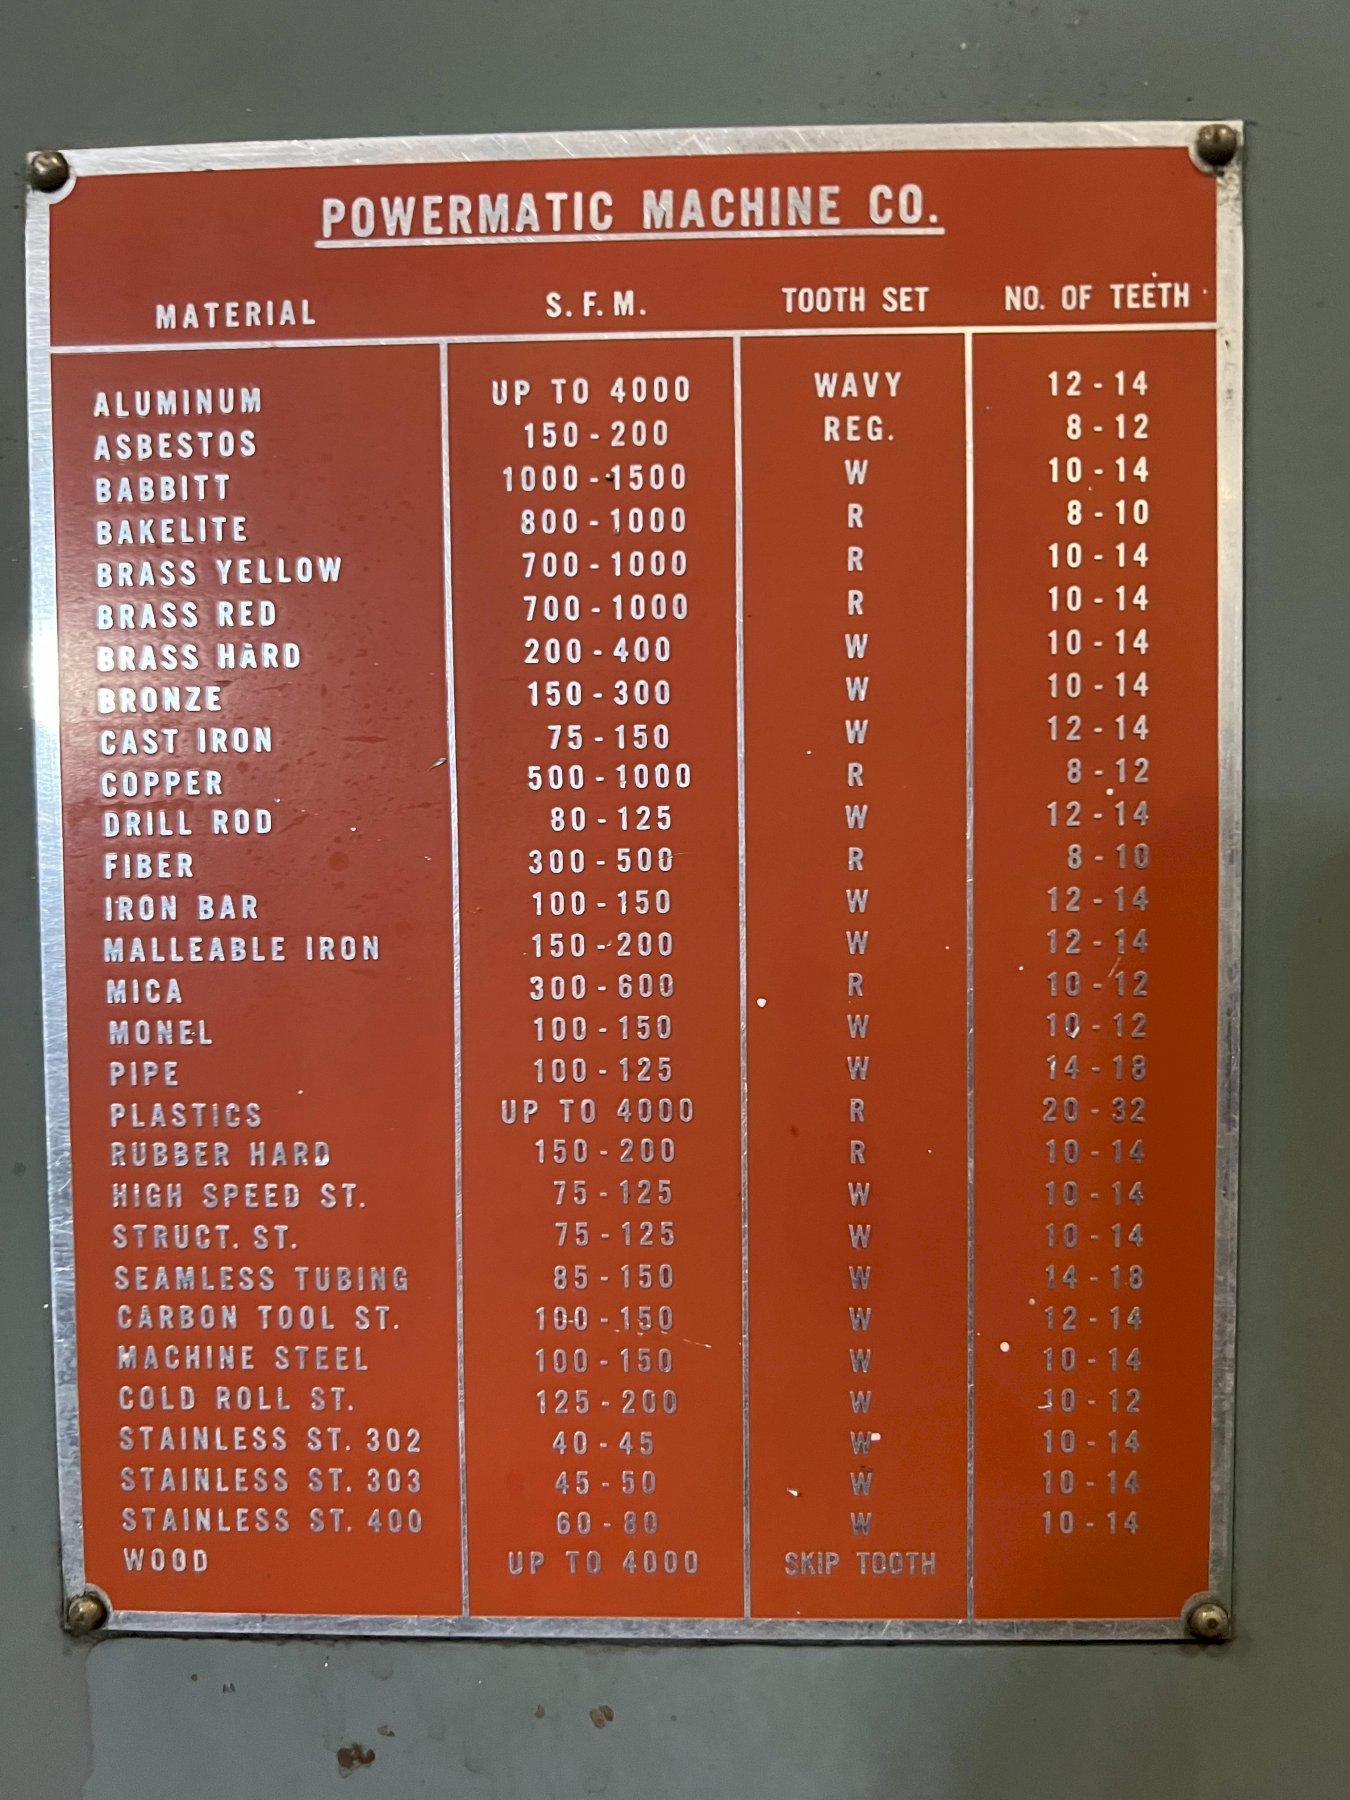 POWERMATIC MACHINE CO.
MATERIAL S. F. M. TOOTH SET NO. OF TEETH
ALUMINUM UP TO 4000 WAVY 12 - 14
ASBESTOS 150 - 200 REG. 8 - 12
BABBITT 1000 - 1500 W 10 - 14
BAKELITE 800 - 1000 R 8 - 10
BRASS YELLOW 700 - 1000 R 10 - 14
BRASS RED 700 - 1000 R 10 - 14
BRASS HARD 200 - 400 W 10 - 14
BRONZE 150 - 300 W 10 - 14
CAST IRON 75 - 150 W 12 - 14
COPPER 500 - 1000 R 8 - 12
DRILL ROD 80 - 125 W 12 - 14
FIBER 300 - 500 R 8 - 10
IRON BAR 100 - 150 W 12 - 14
MALLEABLE IRON 150 - 200 W 12 - 14
MICA 300 - 600 R 10 - 12
MONEL 100 - 150 W 10 - 12
PIPE 100 - 125 W 14 - 18
PLASTICS UP TO 4000 R 20 - 32
RUBBER HARD 150 - 200 R 10 - 14
HIGH SPEED ST. 75 - 125 W 10 - 14
STRUCT. ST. 75 - 125 W 10 - 14
SEAMLESS TUBING 85 - 150 W 14 - 18
CARBON TOOL ST. 100 - 150 W 12 - 14
MACHINE STEEL 100 - 150 W 10 - 14
COLD ROLL ST. 125 - 200 W 10 - 12
STAINLESS ST. 302 40 - 45 W 10 - 14
STAINLESS ST. 303 45 - 50 W 10 - 14
STAINLESS ST. 400 60 - 80 W 10 - 14
WOOD UP TO 4000 SKIP TOOTH